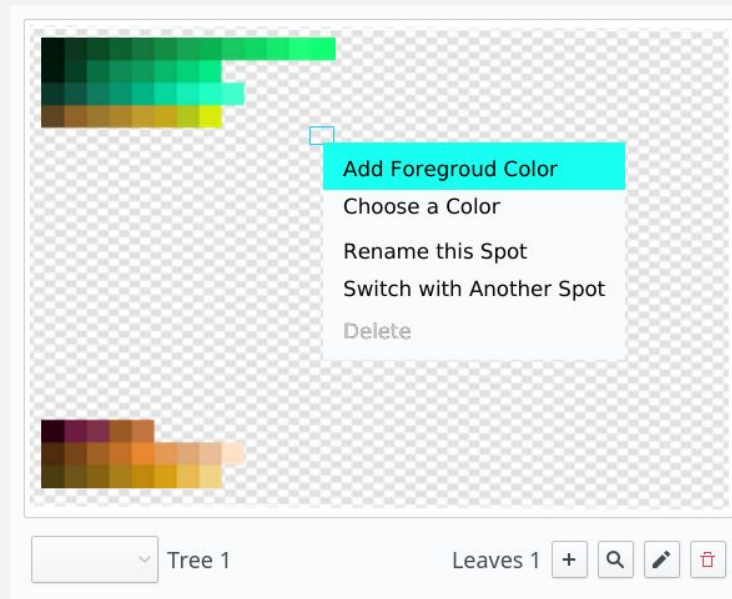 Add Foregroud Color
Choose a Color
Rename this Spot
Switch with Another Spot
Delete
Tree 1
Leaves 1